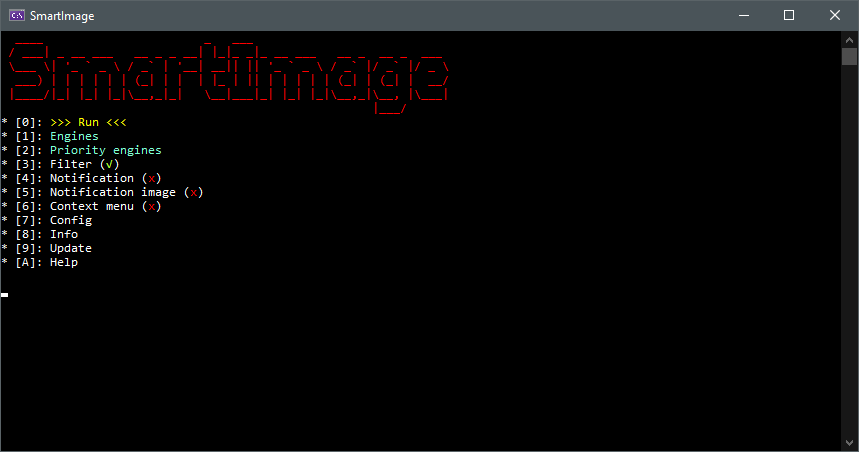 SmartImage
SmartImage
* [0]: >>> Run <<<
* [1]: Engines
* [2]: Priority engines
* [3]: Filter (√)
* [4]: Notification (x)
* [5]: Notification image (x)
* [6]: Context menu (x)
* [7]: Config
* [8]: Info
* [9]: Update
* [A]: Help